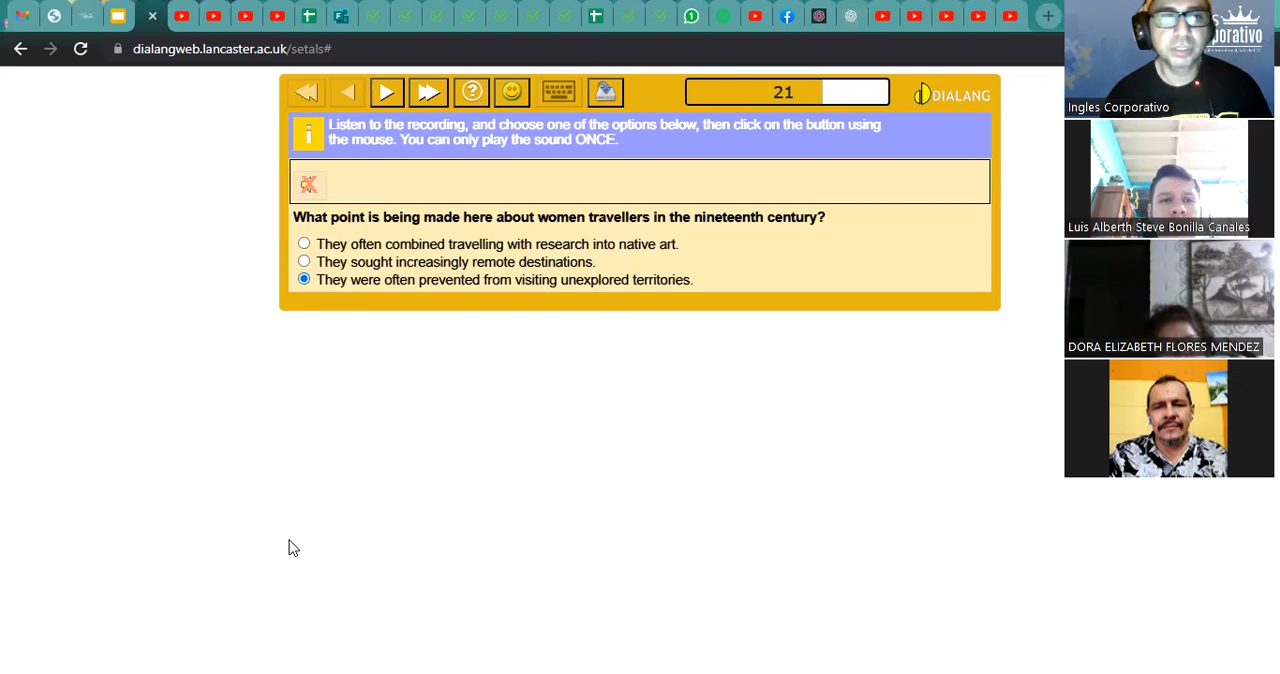 dialangweb.lancaster.ac.uk/setals#
21
DIALANG
i
Listen to the recording, and choose one of the options below, then click on the button using
the mouse. You can only play the sound ONCE.
What point is being made here about women travellers in the nineteenth century?
They often combined travelling with research into native art.
They sought increasingly remote destinations.
They were often prevented from visiting unexplored territories.
Ingles Corporativo
Luis Alberth Steve Bonilla Canales
DORA ELIZABETH FLORES MENDEZ